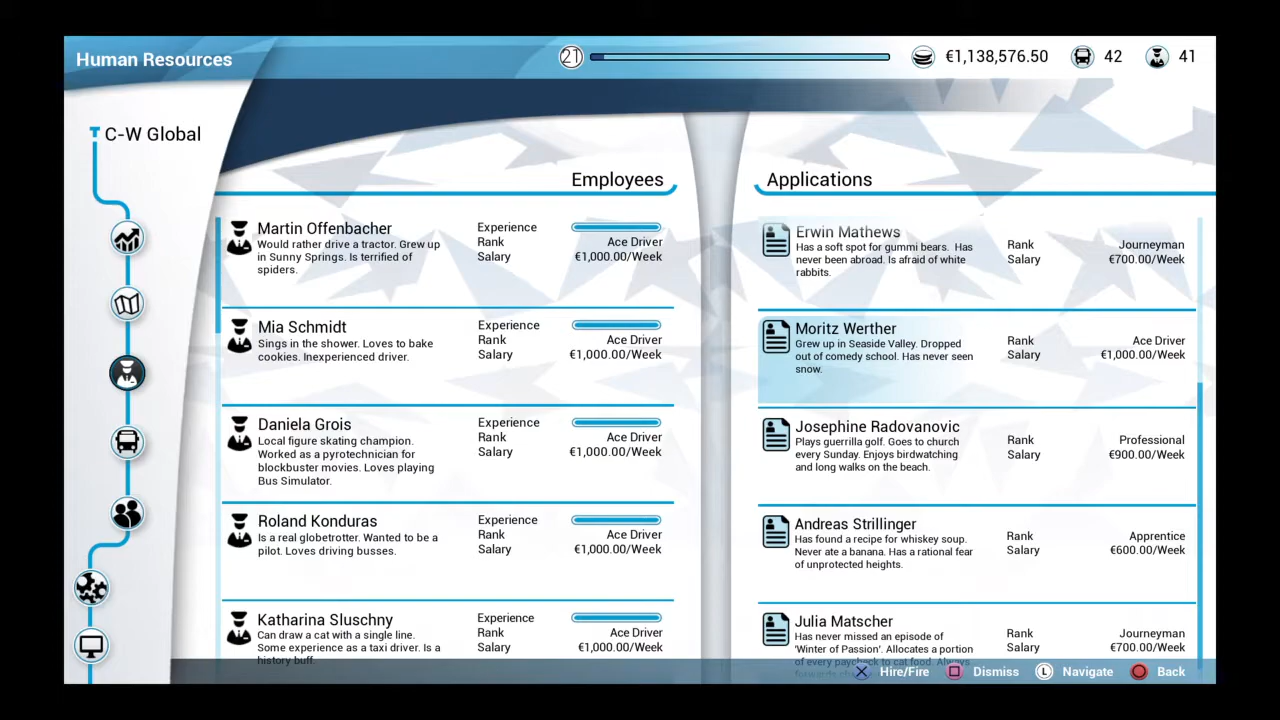 Human Resources
21
€1,138,576.50
42
41
C-W Global
Employees
Martin Offenbacher
Would rather drive a tractor. Grew up
in Sunny Springs. Is terrified of
spiders.
Experience
Rank Ace Driver
Salary €1,000.00/Week
Mia Schmidt
Sings in the shower. Loves to bake
cookies. Inexperienced driver.
Experience
Rank Ace Driver
Salary €1,000.00/Week
Daniela Grois
Local figure skating champion.
Worked as a pyrotechnician for
blockbuster movies. Loves playing
Bus Simulator.
Experience
Rank Ace Driver
Salary €1,000.00/Week
Roland Konduras
Is a real globetrotter. Wanted to be a
pilot. Loves driving busses.
Experience
Rank Ace Driver
Salary €1,000.00/Week
Katharina Sluschny
Can draw a cat with a single line.
Some experience as a taxi driver. Is a
history buff.
Experience
Rank Ace Driver
Salary €1,000.00/Week
Applications
Erwin Mathews
Has a soft spot for gummi bears. Has
never been abroad. Is afraid of white
rabbits.
Rank Journeyman
Salary €700.00/Week
Moritz Werther
Grew up in Seaside Valley. Dropped
out of comedy school. Has never seen
snow.
Rank Ace Driver
Salary €1,000.00/Week
Josephine Radovanovic
Plays guerrilla golf. Goes to church
every Sunday. Enjoys birdwatching
and long walks on the beach.
Rank Professional
Salary €900.00/Week
Andreas Strillinger
Has found a recipe for whiskey soup.
Never ate a banana. Has a rational fear
of unprotected heights.
Rank Apprentice
Salary €600.00/Week
Julia Matscher
Has never missed an episode of
'Winter of Passion'. Allocates a portion
of every paycheck to cat food. Always
Rank Journeyman
Salary €700.00/Week
Hire/Fire
Dismiss
L Navigate
Back